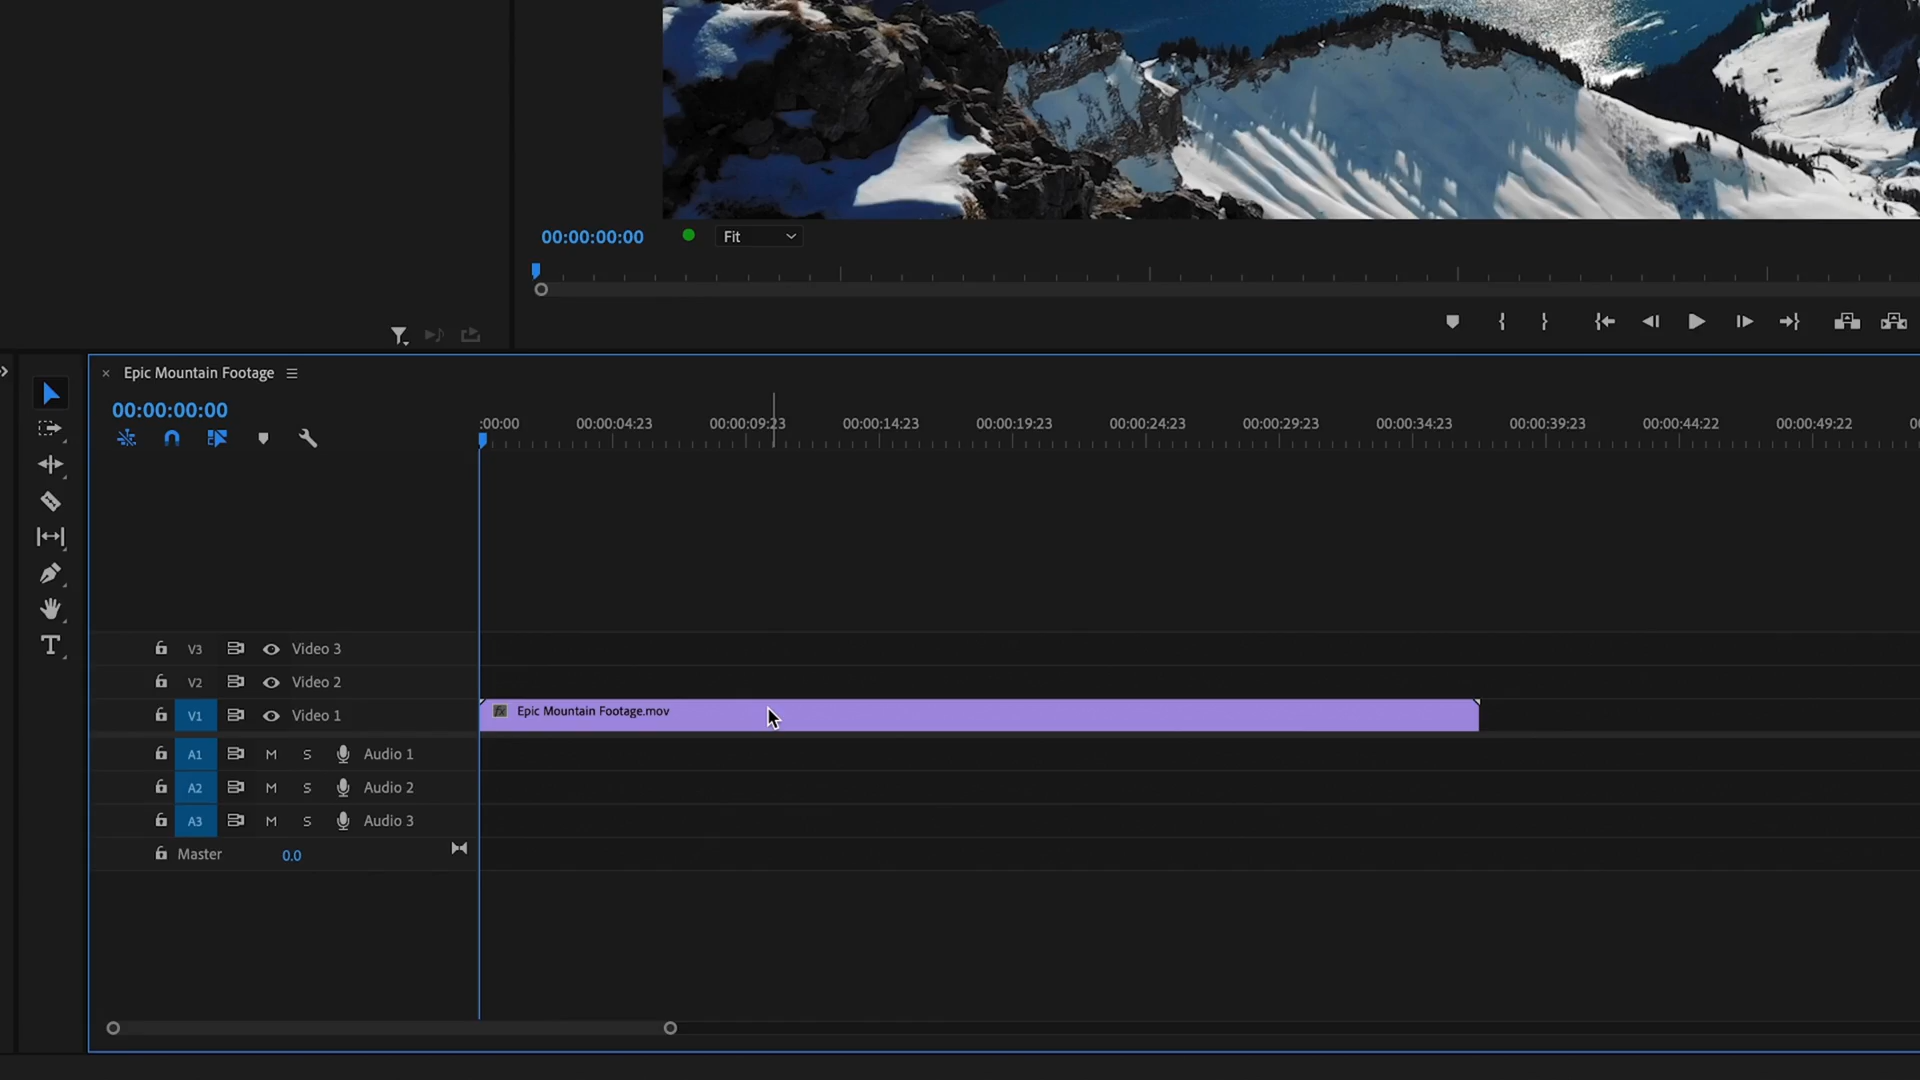 00:00:00:00
Fit
Epic Mountain Footage
00:00:00:00
:00:00 00:00:04:23 00:00:09:23 00:00:14:23 00:00:19:23 00:00:24:23 00:00:29:23 00:00:34:23 00:00:39:23 00:00:44:22 00:00:49:22
V3 Video 3
V2 Video 2
V1 Video 1
fx Epic Mountain Footage.mov
A1 M S Audio 1
A2 M S Audio 2
A3 M S Audio 3
Master 0.0